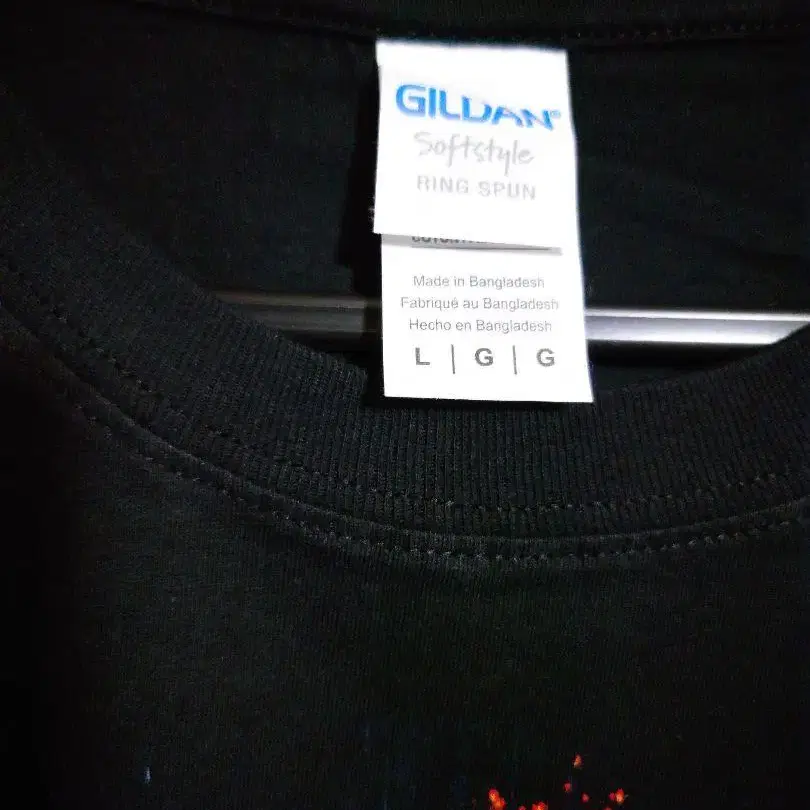 GILDAN®
Softstyle
RING SPUN
Made in Bangladesh
Fabriqué au Bangladesh
Hecho en Bangladesh
L | G | G